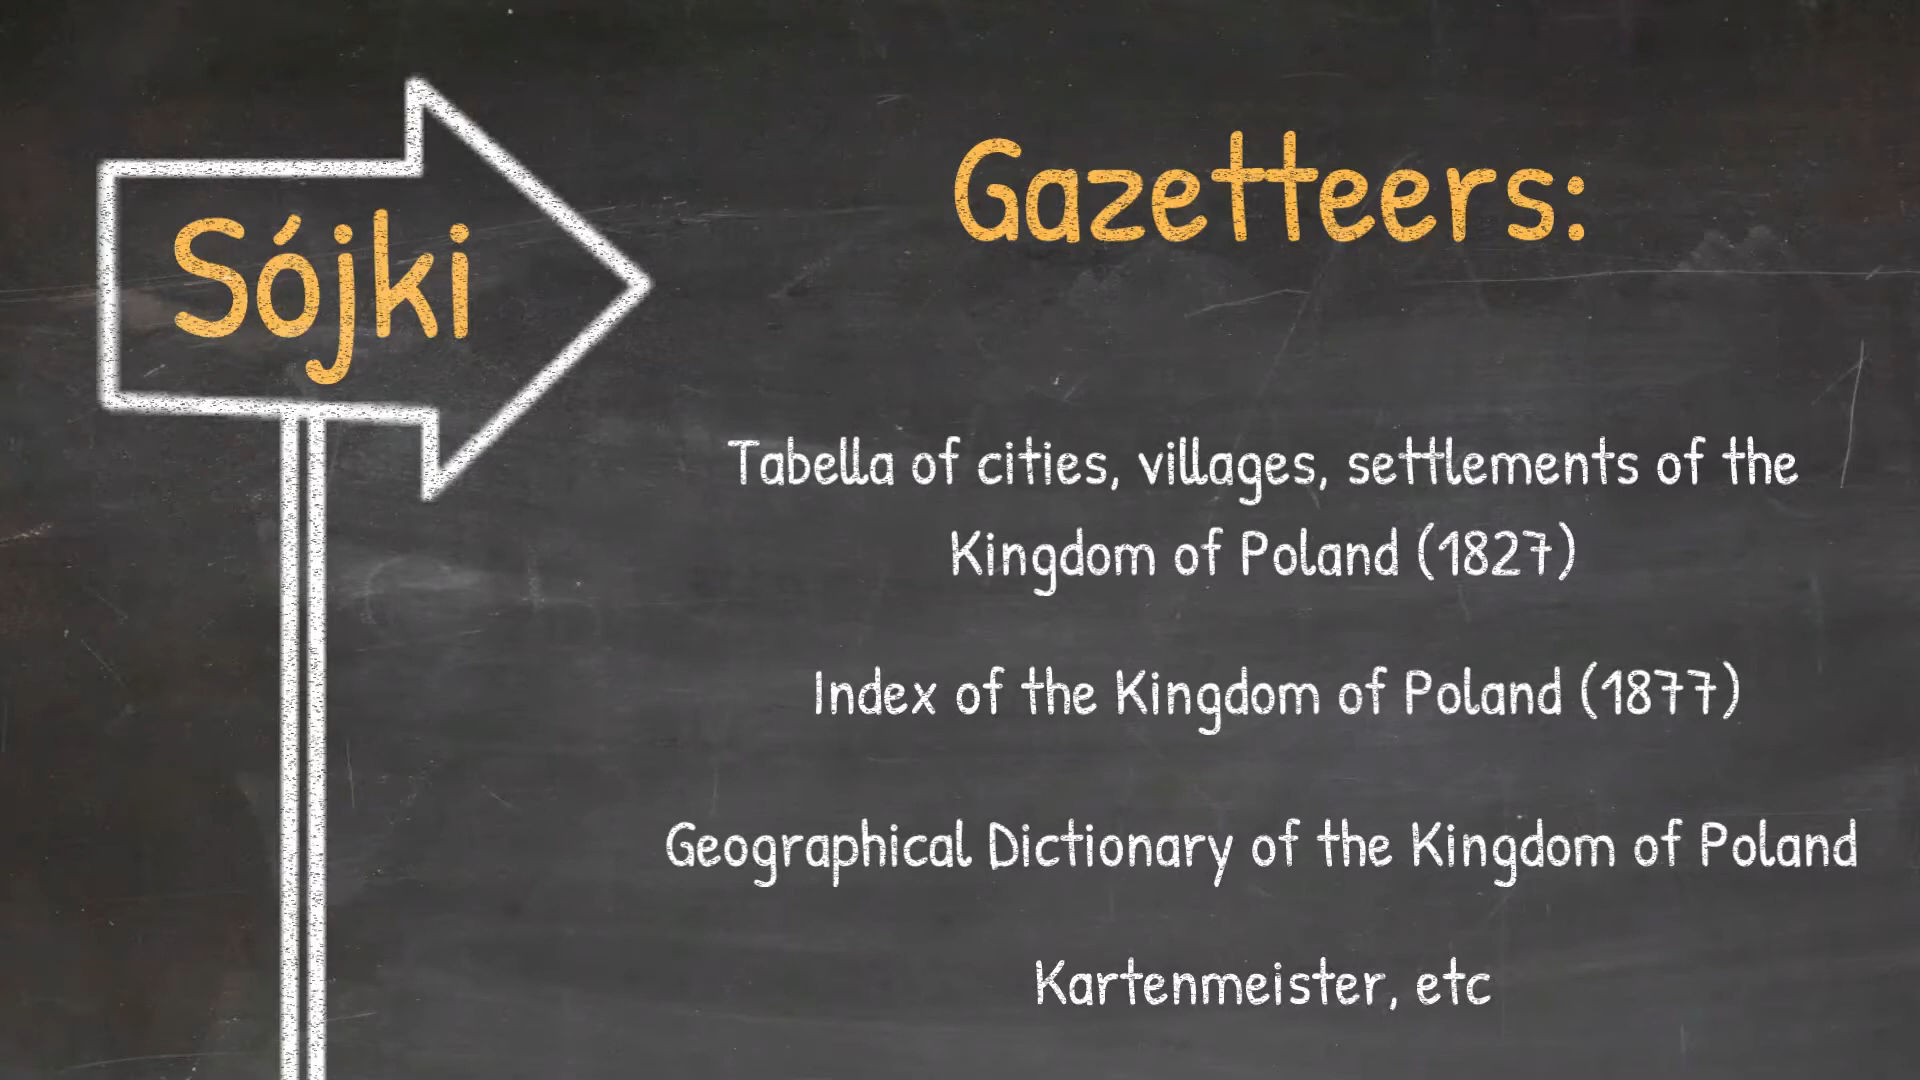 Sójki
Gazetteers:
Tabella of cities, villages, settlements of the
Kingdom of Poland (1827)
Index of the Kingdom of Poland (1877)
Geographical Dictionary of the Kingdom of Poland
Kartenmeister, etc